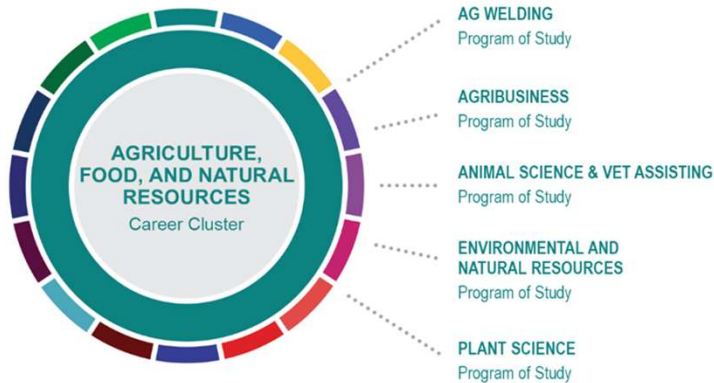 AGRICULTURE,
FOOD, AND NATURAL
RESOURCES
Career Cluster
AG WELDING
Program of Study
AGRIBUSINESS
Program of Study
ANIMAL SCIENCE & VET ASSISTING
Program of Study
ENVIRONMENTAL AND
NATURAL RESOURCES
Program of Study
PLANT SCIENCE
Program of Study